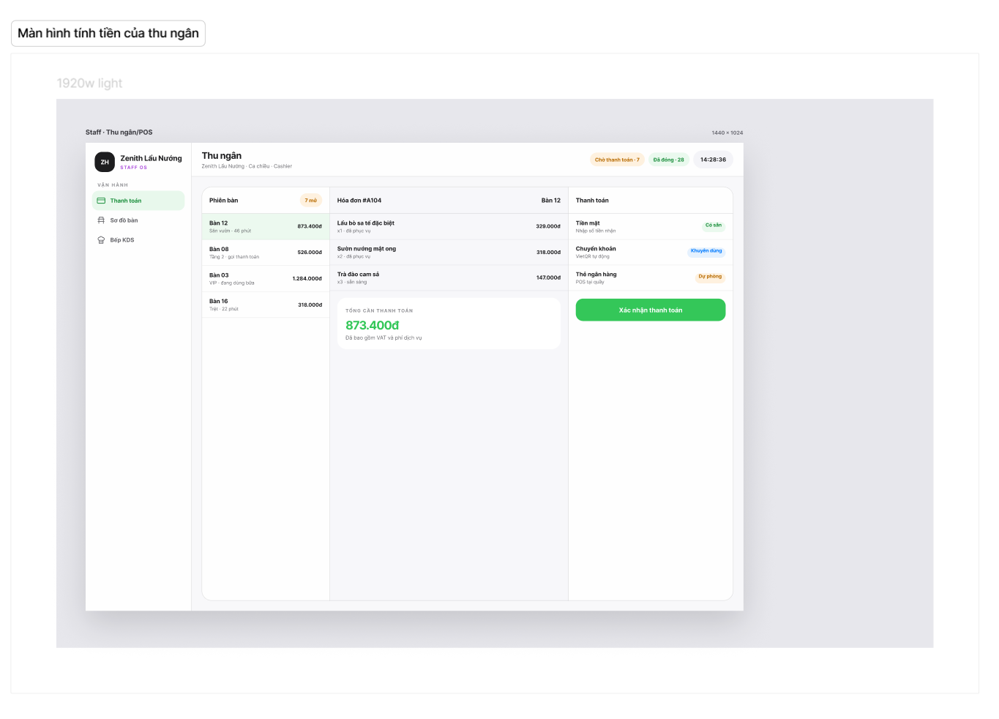 Màn hình tính tiền của thu ngân
1920w light
Staff · Thu ngân/POS
1440 × 1024
ZH
Zenith Lẩu Nướng
STAFF OS
VẬN HÀNH
Thanh toán
Sơ đồ bàn
Bếp KDS
Thu ngân
Zenith Lẩu Nướng · Ca chiều · Cashier
Chờ thanh toán · 7
Đã đóng · 28
14:28:36
Phiên bàn
7 mở
Bàn 12
Sân vườn · 46 phút
873.400đ
Bàn 08
Tầng 2 · gọi thanh toán
526.000đ
Bàn 03
VIP · đang dùng bữa
1.284.000đ
Bàn 16
Trệt · 22 phút
318.000đ
Hóa đơn #A104
Bàn 12
Lẩu bò sa tế đặc biệt
x1 · đã phục vụ
329.000đ
Sườn nướng mật ong
x2 · đã phục vụ
318.000đ
Trà đào cam sả
x3 · sẵn sàng
147.000đ
TỔNG CẦN THANH TOÁN
873.400đ
Đã bao gồm VAT và phí dịch vụ
Thanh toán
Tiền mặt
Nhập số tiền nhận
Có sẵn
Chuyển khoản
VietQR tự động
Khuyên dùng
Thẻ ngân hàng
POS tại quầy
Dự phòng
Xác nhận thanh toán